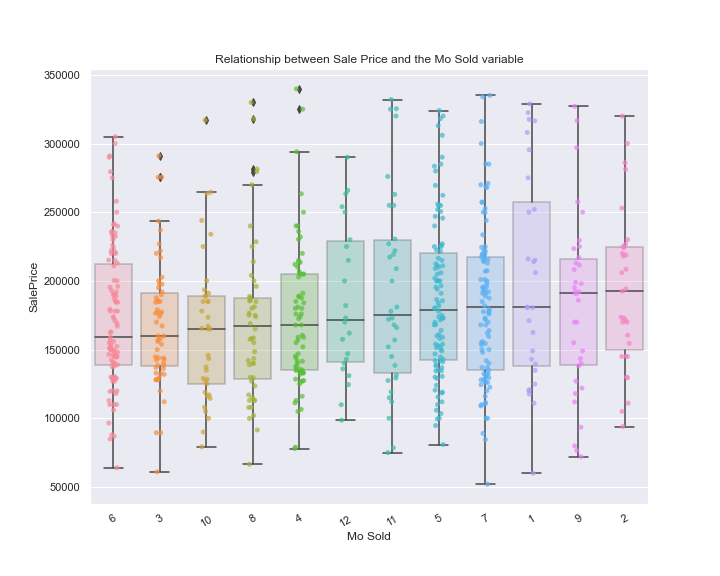 Relationship between Sale Price and the Mo Sold variable
350000
300000
250000
200000
150000
100000
50000
SalePrice
6 3 10 8 4 12 11 5 7 1 9 2
Mo Sold